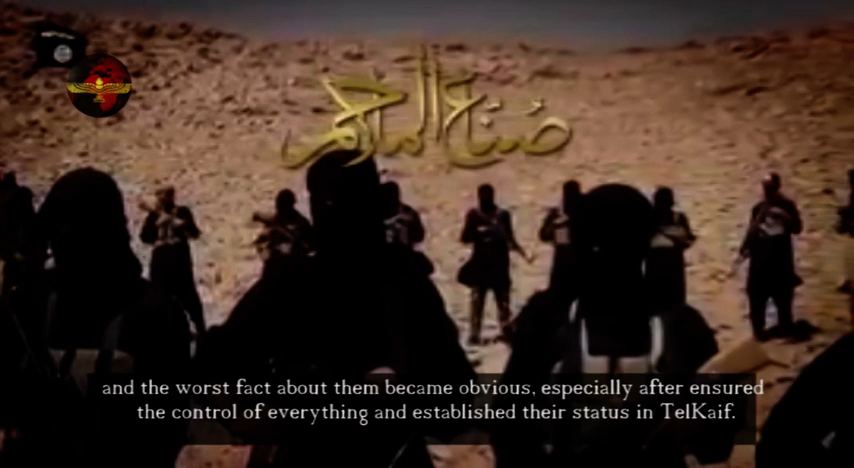 صُنّاع الملاحم
and the worst fact about them became obvious, especially after ensured
the control of everything and established their status in TelKaif.